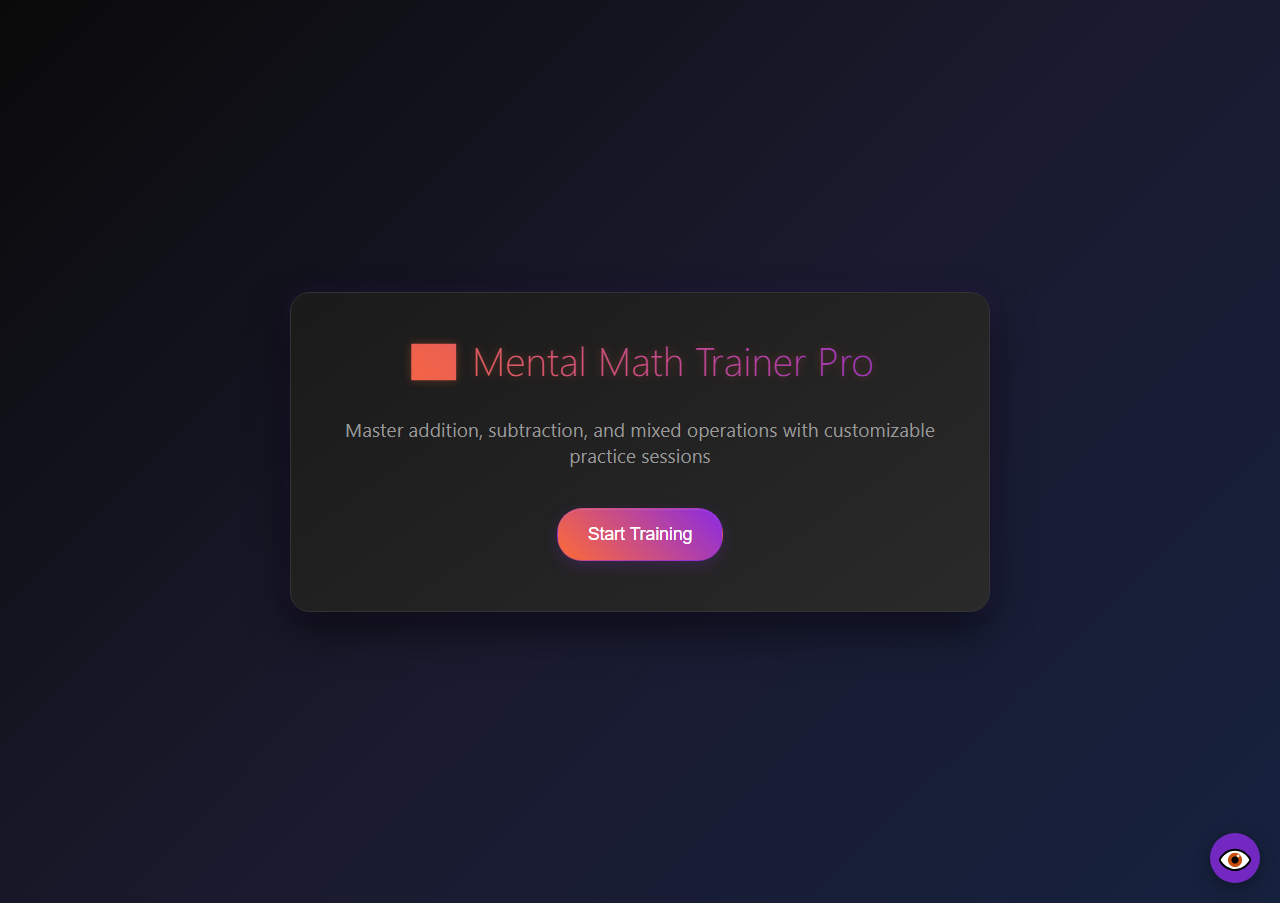 Mental Math Trainer Pro
Master addition, subtraction, and mixed operations with customizable
practice sessions
Start Training